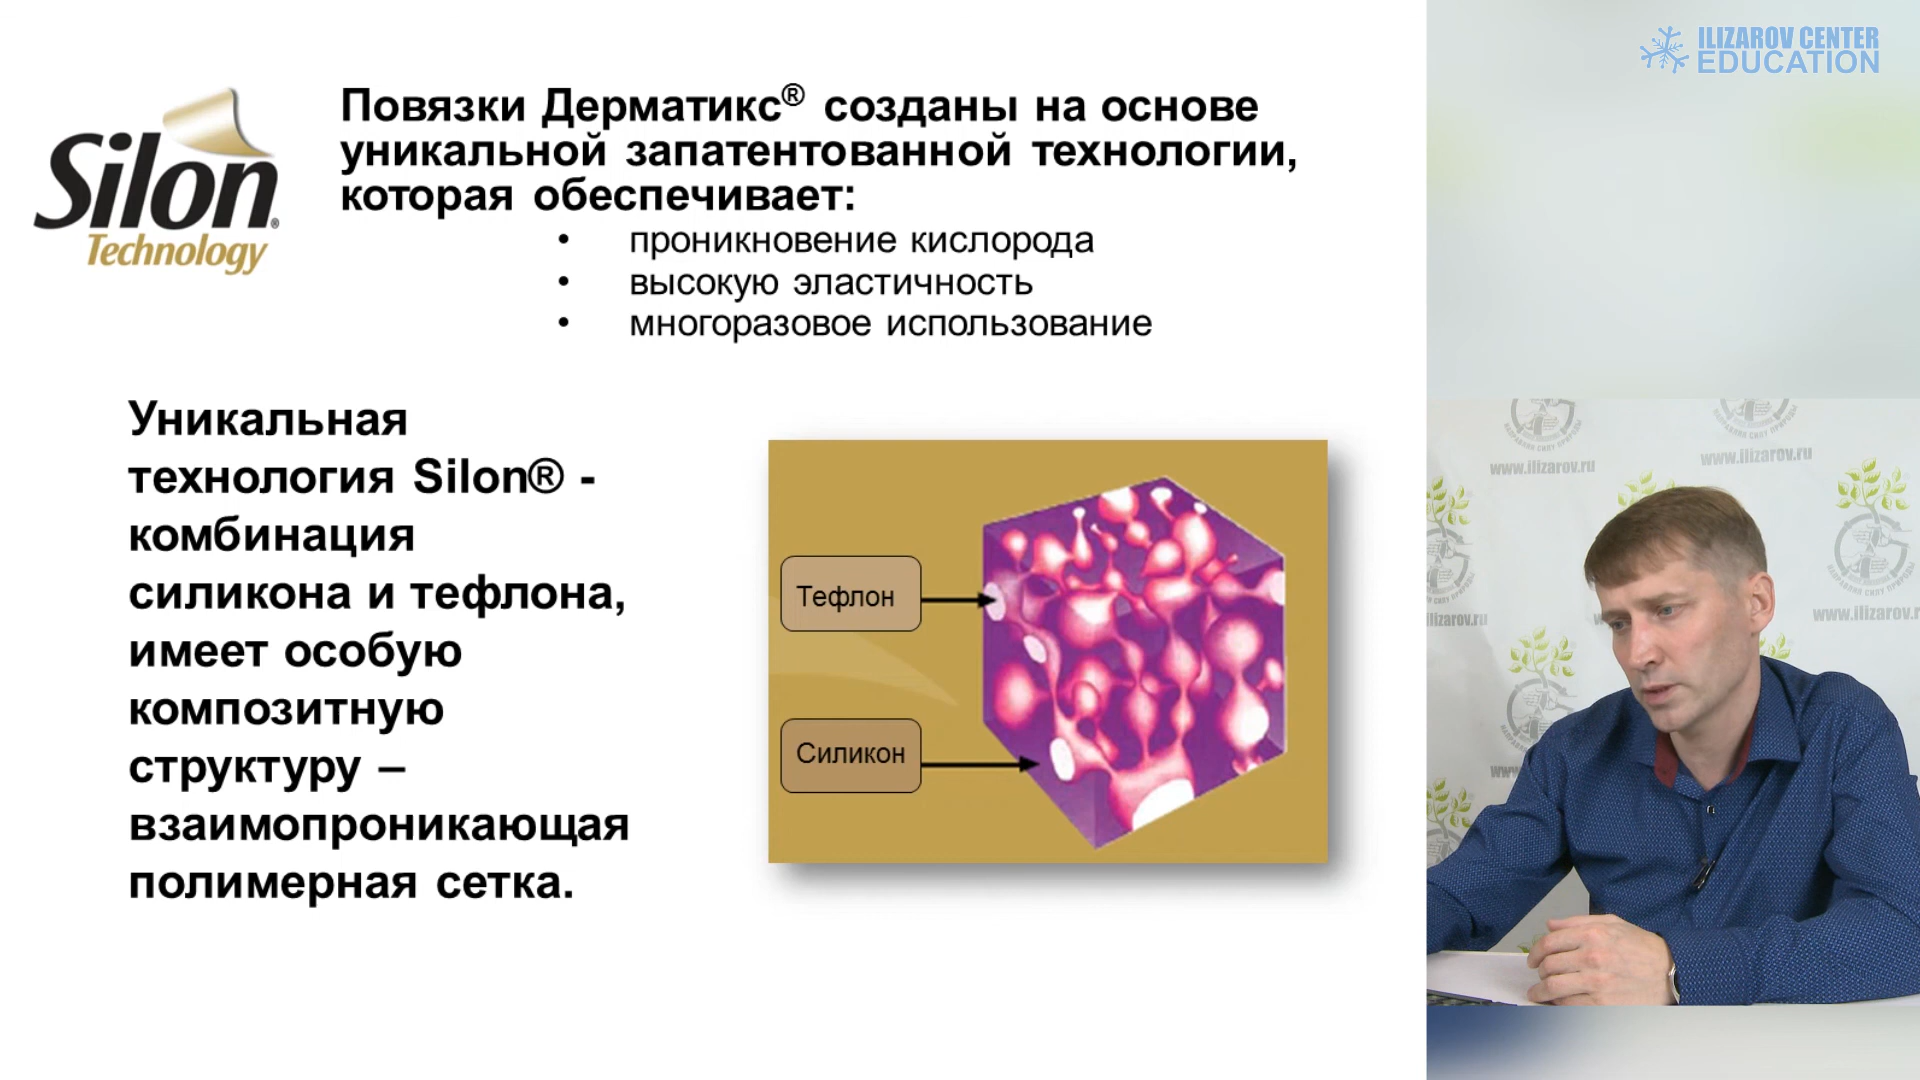 ILIZAROV CENTER
EDUCATION
Silon®
Technology
Повязки Дерматикс® созданы на основе
уникальной запатентованной технологии,
которая обеспечивает:
• проникновение кислорода
• высокую эластичность
• многоразовое использование
Уникальная
технология Silon® -
комбинация
силикона и тефлона,
имеет особую
композитную
структуру –
взаимопроникающая
полимерная сетка.
Тефлон
Силикон
www.ilizarov.ru
www.ilizarov.ru